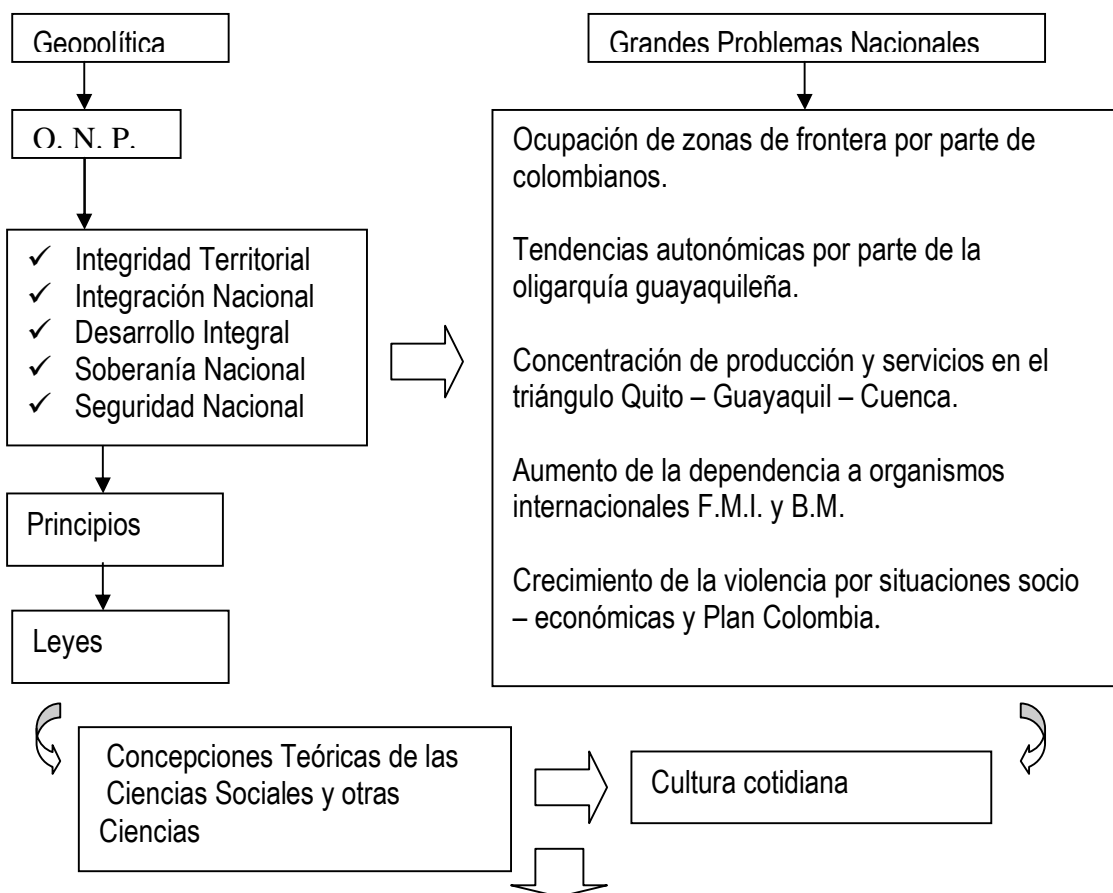 Geopolítica
O. N. P.
✓ Integridad Territorial
✓ Integración Nacional
✓ Desarrollo Integral
✓ Soberanía Nacional
✓ Seguridad Nacional
Principios
Leyes
Grandes Problemas Nacionales
Ocupación de zonas de frontera por parte de
colombianos.
Tendencias autonómicas por parte de la
oligarquía guayaquileña.
Concentración de producción y servicios en el
triángulo Quito – Guayaquil – Cuenca.
Aumento de la dependencia a organismos
internacionales F.M.I. y B.M.
Crecimiento de la violencia por situaciones socio
– económicas y Plan Colombia.
Concepciones Teóricas de las
Ciencias Sociales y otras
Ciencias
Cultura cotidiana